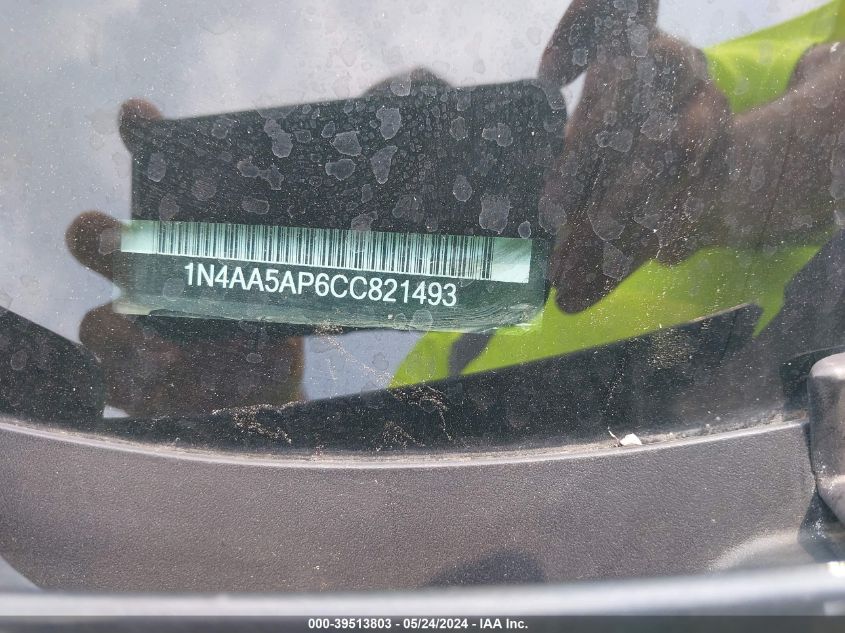 1N4AA5AP6CC821493
000-39513803 / 05/24/2024 - IAA Inc.